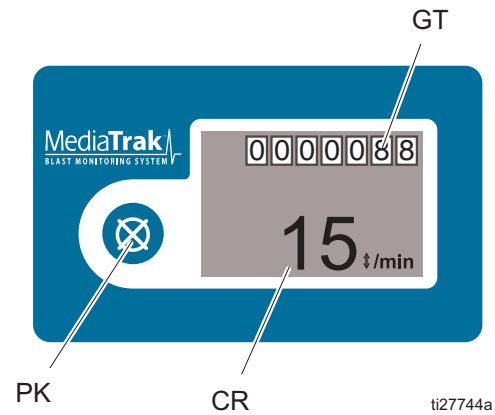 GT
MediaTrak
BLAST MONITORING SYSTEM
0000088
15 ↕/min
PK
CR
ti27744a